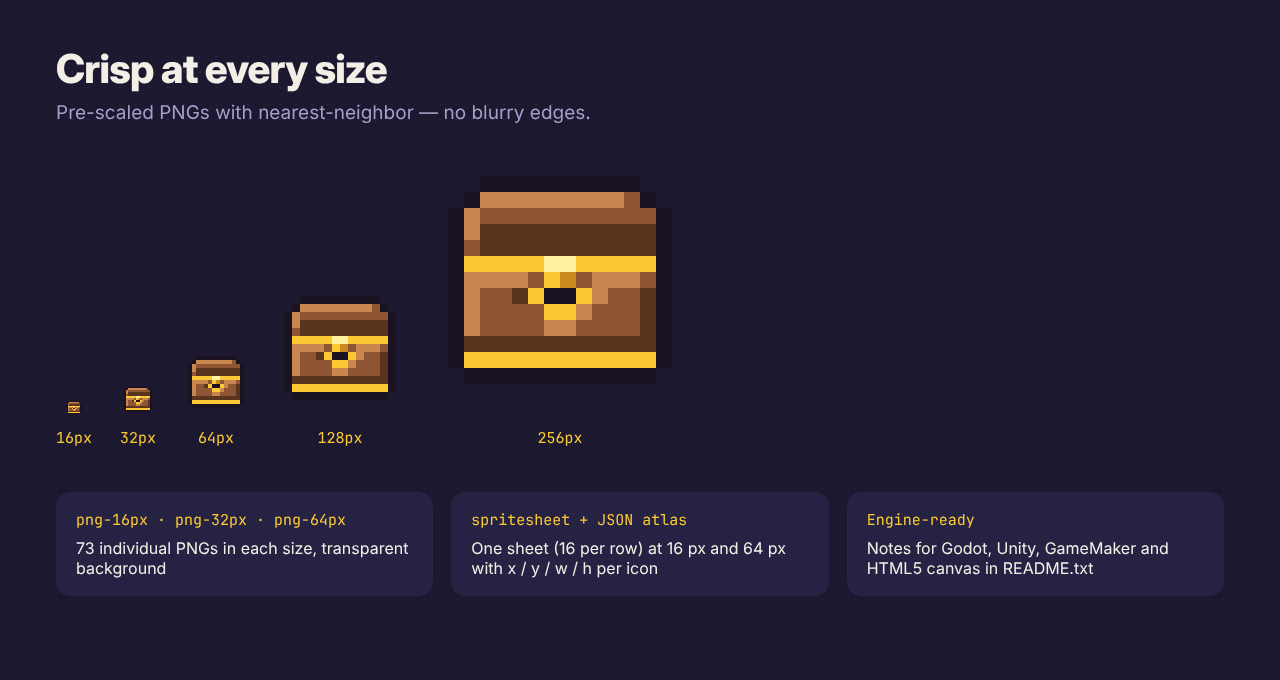 Crisp at every size
Pre-scaled PNGs with nearest-neighbor — no blurry edges.
16px 32px 64px 128px 256px
png-16px · png-32px · png-64px
73 individual PNGs in each size, transparent
background
spritesheet + JSON atlas
One sheet (16 per row) at 16 px and 64 px
with x / y / w / h per icon
Engine-ready
Notes for Godot, Unity, GameMaker and
HTML5 canvas in README.txt